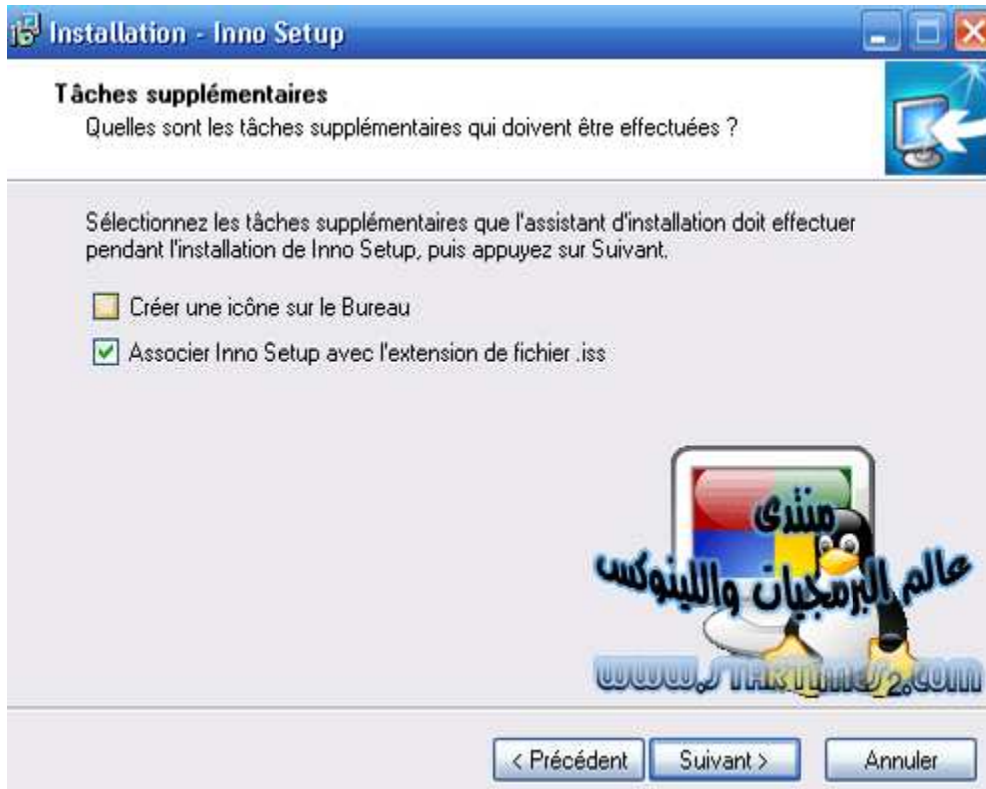 Installation - Inno Setup
Tâches supplémentaires
Quelles sont les tâches supplémentaires qui doivent être effectuées ?
Sélectionnez les tâches supplémentaires que l'assistant d'installation doit effectuer
pendant l'installation de Inno Setup, puis appuyez sur Suivant.
Créer une icône sur le Bureau
Associer Inno Setup avec l'extension de fichier .iss
منتدى
عالم البرمجيات واللينوكس
www.STARTimes2.com
< Précédent
Suivant >
Annuler